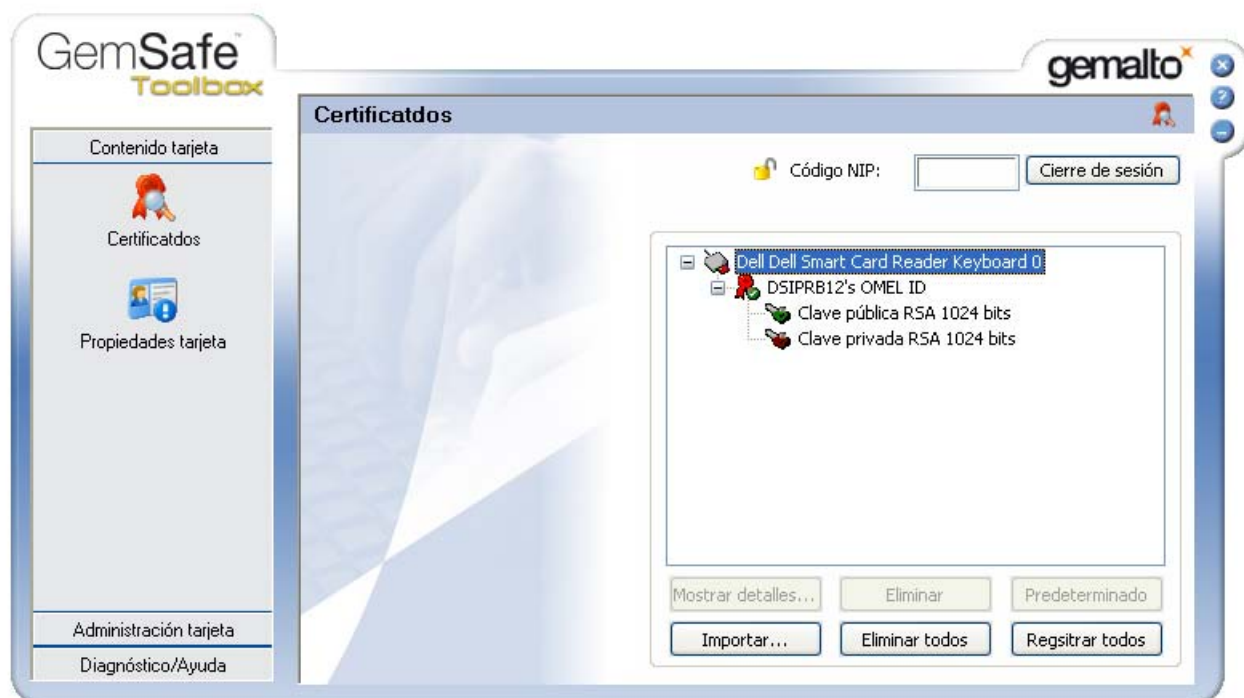 GemSafe™
Toolbox
gemalto
Certificatdos
Contenido tarjeta
Certificatdos
Propiedades tarjeta
Administración tarjeta
Diagnóstico/Ayuda
Código NIP:
Cierre de sesión
Dell Dell Smart Card Reader Keyboard 0
DSIPRB12's OMEL ID
Clave pública RSA 1024 bits
Clave privada RSA 1024 bits
Mostrar detalles... Eliminar Predeterminado
Importar... Eliminar todos Regsitrar todos